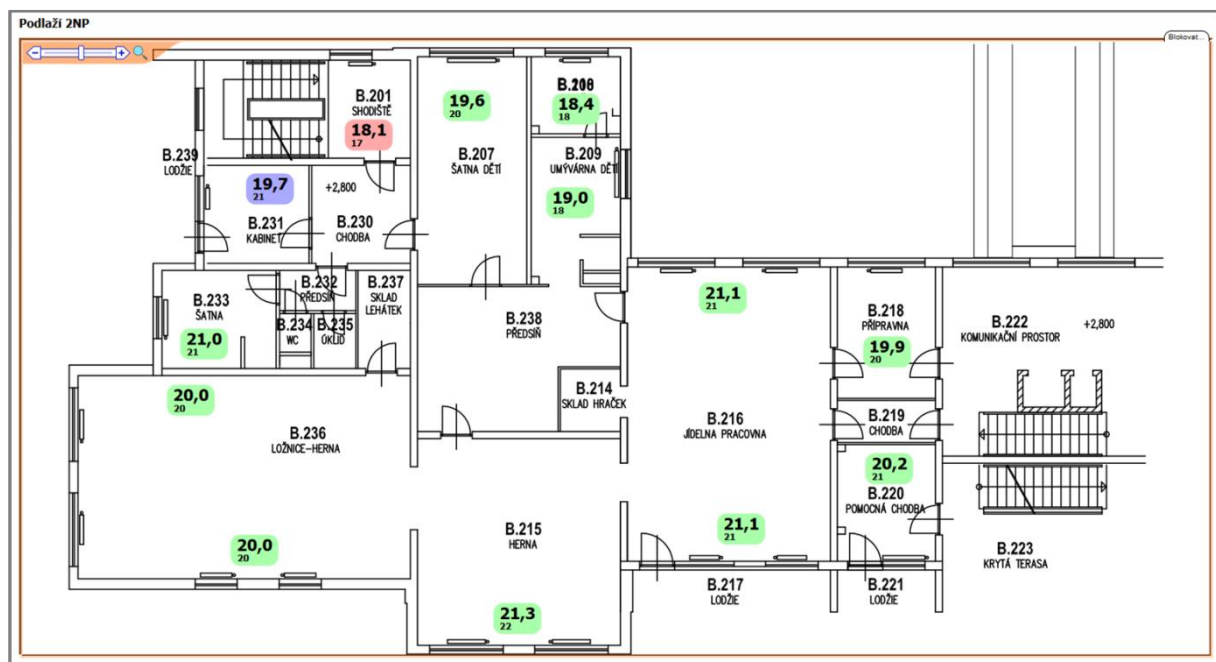 Podlaží 2NP
Blokovat...
B.201
SHODIŠTĚ
18,1
17
B.239
LODŽIE
19,7
21
B.231
KABINET
+2,800
B.230
CHODBA
19,6
20
B.207
ŠATNA DĚTÍ
18,4
18
B.209
UMÝVÁRNA DĚTÍ
19,0
18
B.233
ŠATNA
21,0
21
B.232
PŘEDSÍŇ
B.234
WC
B.235
ÚKLID
B.237
SKLAD
LEHÁTEK
B.238
PŘEDSÍŇ
B.214
SKLAD HRAČEK
21,1
21
B.216
JÍDELNA PRACOVNA
21,1
21
B.218
PŘÍPRAVNA
19,9
20
B.219
CHODBA
20,2
21
B.220
POMOCNÁ CHODBA
B.222
KOMUNIKAČNÍ PROSTOR
+2,800
B.223
KRYTÁ TERASA
20,0
20
B.236
LOŽNICE-HERNA
20,0
20
B.215
HERNA
21,3
22
B.217
LODŽIE
B.221
LODŽIE